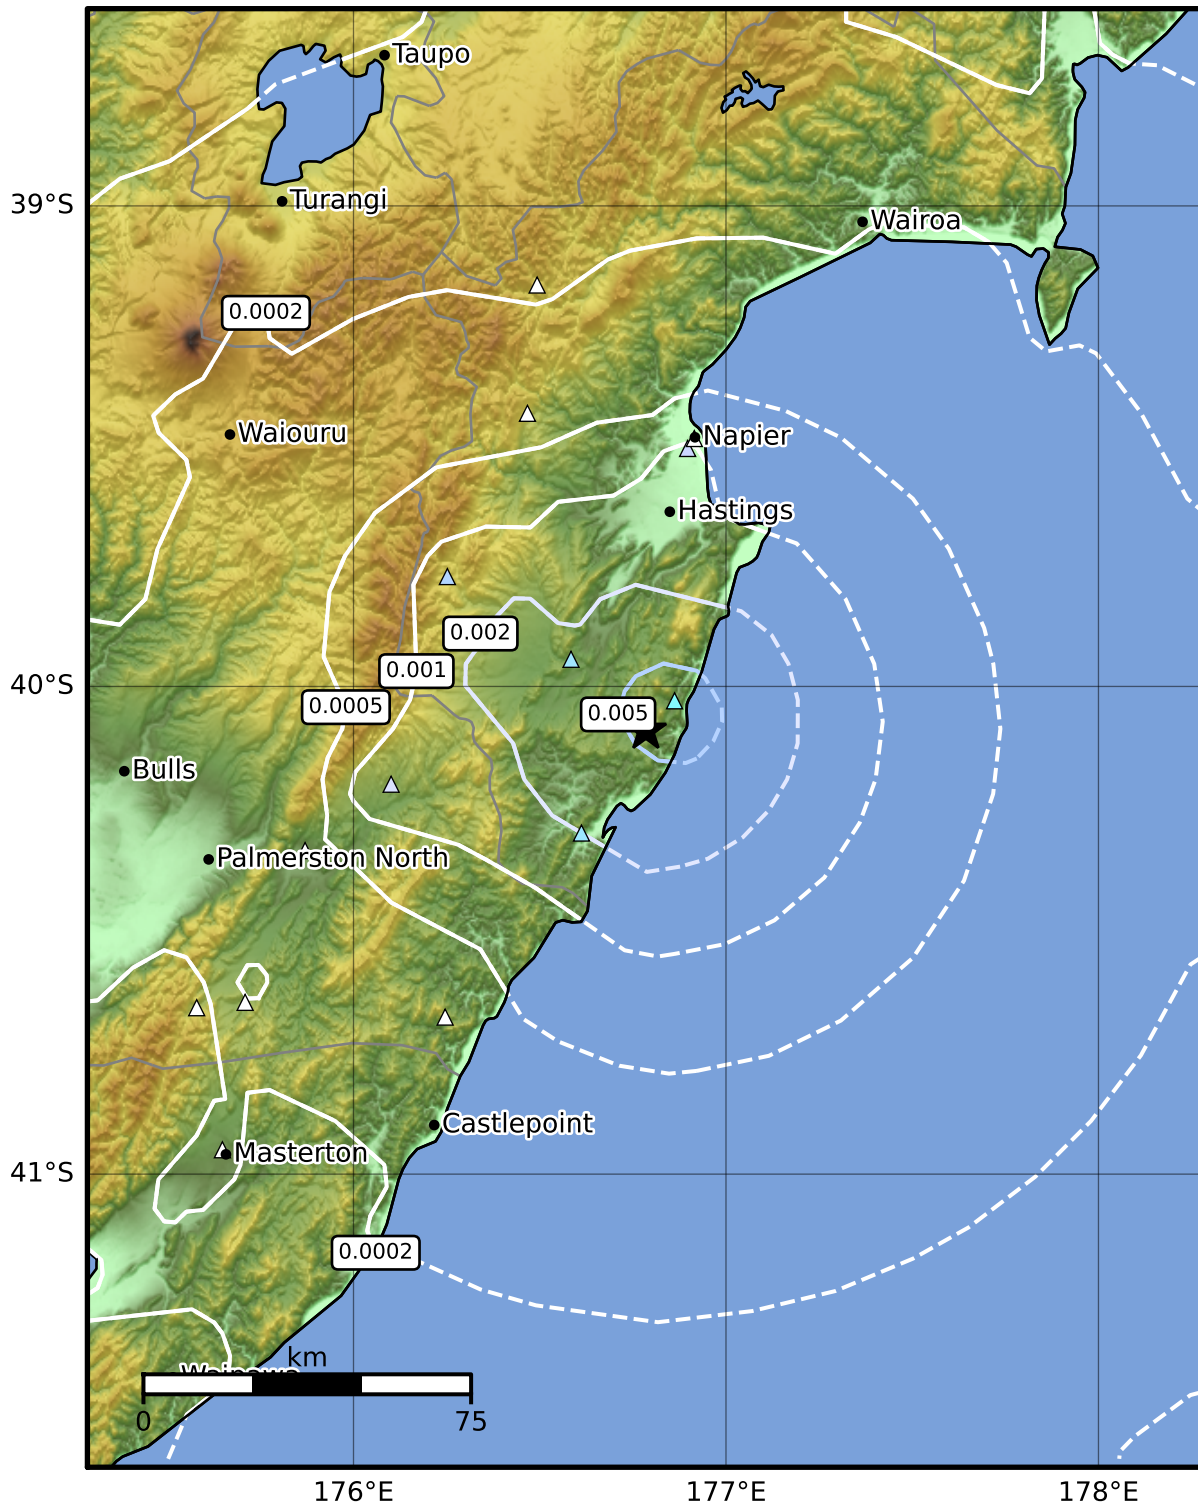 Taupo
39°S
Turangi
Wairoa
0.0002
Waiouru
Napier
Hastings
0.002
0.001
40°S
0.0005
0.005
Bulls
Palmerston North
Castlepoint
Masterton
41°S
0.0002
km
0
75
176°E
177°E
178°E